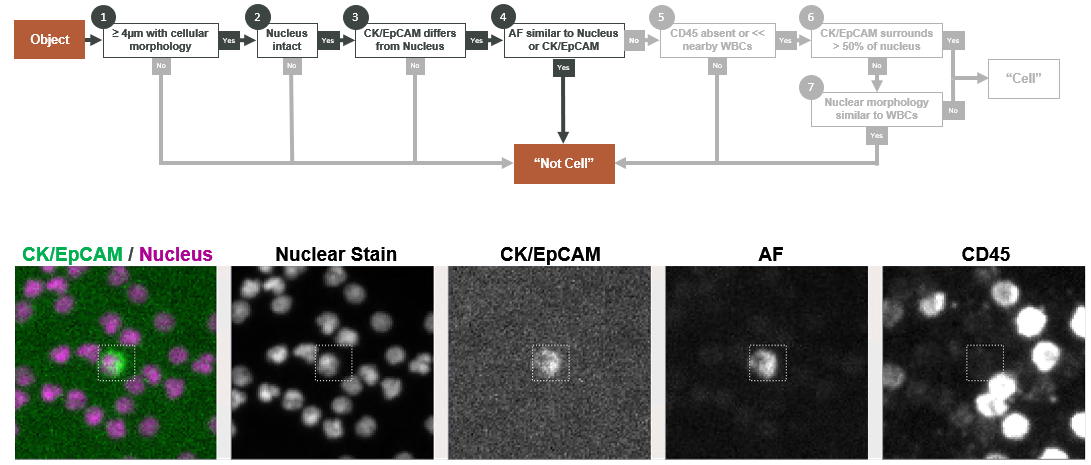 1
2
3
4
5
6
Object
≥ 4µm with cellular
morphology
Yes
Nucleus
intact
Yes
CK/EpCAM differs
from Nucleus
Yes
AF similar to Nucleus
or CK/EpCAM
No
CD45 absent or <<
nearby WBCs
Yes
CK/EpCAM surrounds
> 50% of nucleus
Yes
No
No
No
Yes
No
No
"Cell"
7
Nuclear morphology
similar to WBCs
No
Yes
"Not Cell"
CK/EpCAM / Nucleus
Nuclear Stain
CK/EpCAM
AF
CD45